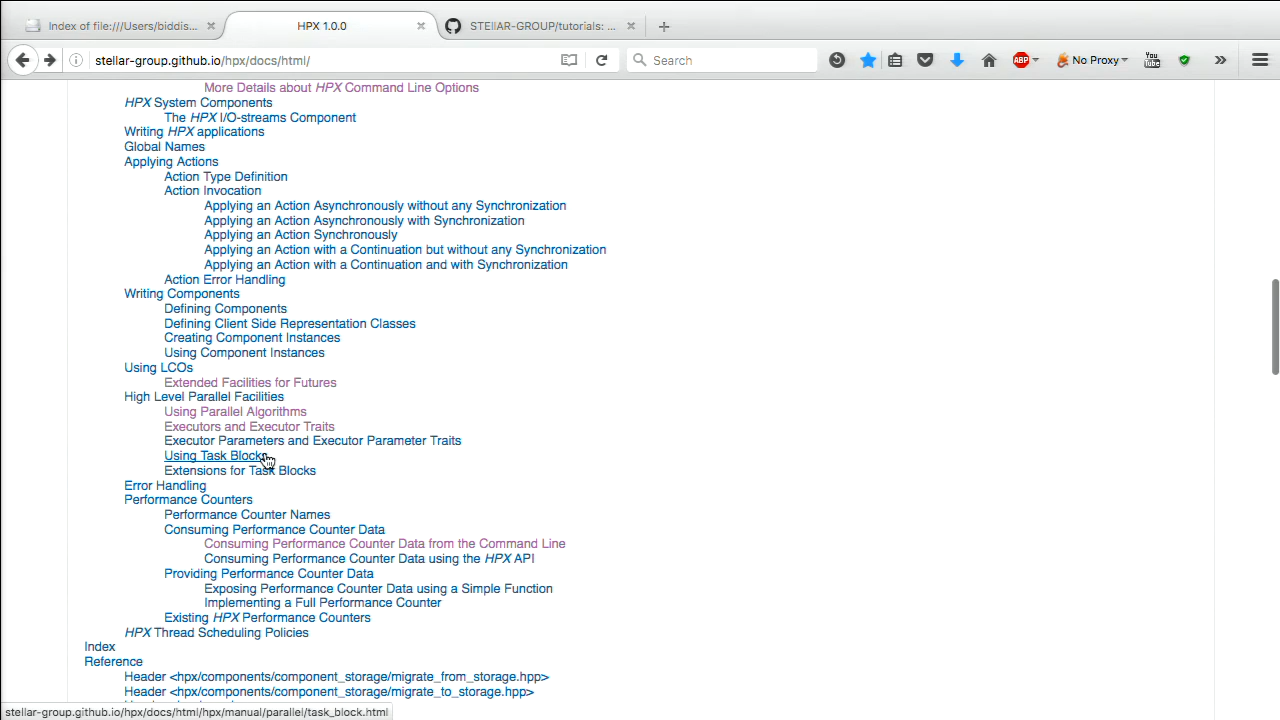 Index of file:///Users/biddis...
HPX 1.0.0
STEllAR-GROUP/tutorials: ...
stellar-group.github.io/hpx/docs/html/
Search
ABP
No Proxy
You Tube
More Details about HPX Command Line Options
HPX System Components
The HPX I/O-streams Component
Writing HPX applications
Global Names
Applying Actions
Action Type Definition
Action Invocation
Applying an Action Asynchronously without any Synchronization
Applying an Action Asynchronously with Synchronization
Applying an Action Synchronously
Applying an Action with a Continuation but without any Synchronization
Applying an Action with a Continuation and with Synchronization
Action Error Handling
Writing Components
Defining Components
Defining Client Side Representation Classes
Creating Component Instances
Using Component Instances
Using LCOs
Extended Facilities for Futures
High Level Parallel Facilities
Using Parallel Algorithms
Executors and Executor Traits
Executor Parameters and Executor Parameter Traits
Using Task Blocks
Extensions for Task Blocks
Error Handling
Performance Counters
Performance Counter Names
Consuming Performance Counter Data
Consuming Performance Counter Data from the Command Line
Consuming Performance Counter Data using the HPX API
Providing Performance Counter Data
Exposing Performance Counter Data using a Simple Function
Implementing a Full Performance Counter
Existing HPX Performance Counters
HPX Thread Scheduling Policies
Index
Reference
Header <hpx/components/component_storage/migrate_from_storage.hpp>
Header <hpx/components/component_storage/migrate_to_storage.hpp>
stellar-group.github.io/hpx/docs/html/hpx/manual/parallel/task_block.html